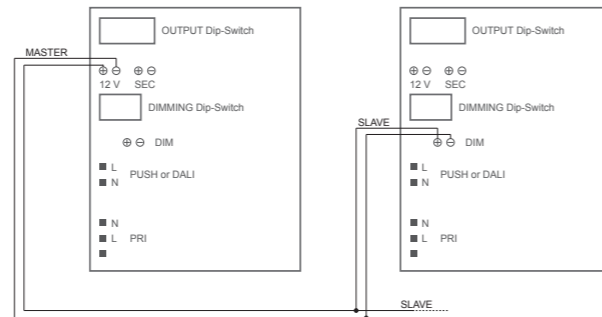 OUTPUT Dip-Switch
MASTER
⊕ ⊖ ⊕ ⊖
12 V SEC
DIMMING Dip-Switch
⊕ ⊖ DIM
L
PUSH or DALI
N
N
L PRI
OUTPUT Dip-Switch
⊕ ⊖ ⊕ ⊖
12 V SEC
DIMMING Dip-Switch
SLAVE
⊕ ⊖ DIM
L
PUSH or DALI
N
N
L PRI
SLAVE